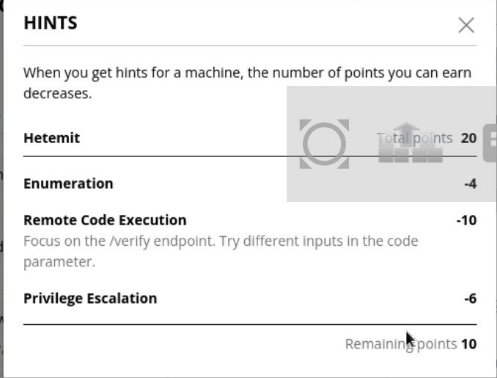 HINTS
When you get hints for a machine, the number of points you can earn
decreases.
Hetemit Total points 20
Enumeration -4
Remote Code Execution -10
Focus on the /verify endpoint. Try different inputs in the code
parameter.
Privilege Escalation -6
Remaining points 10